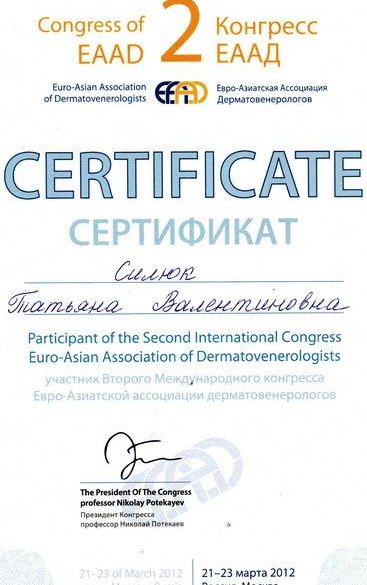 Congress of EAAD 2 Конгресс ЕААД
Euro-Asian Association of Dermatovenerologists
EEAD
Евро-Азиатская Ассоциация Дерматовенерологов
CERTIFICATE
СЕРТИФИКАТ
Силюк
Татьяна Валентиновна
Participant of the Second International Congress
Euro-Asian Association of Dermatovenerologists
участник Второго Международного конгресса
Евро-Азиатской ассоциации дерматовенерологов
The President Of The Congress
professor Nikolay Potekayev
Президент Конгресса
профессор Николай Потекаев
21-23 of March 2012
21-23 марта 2012